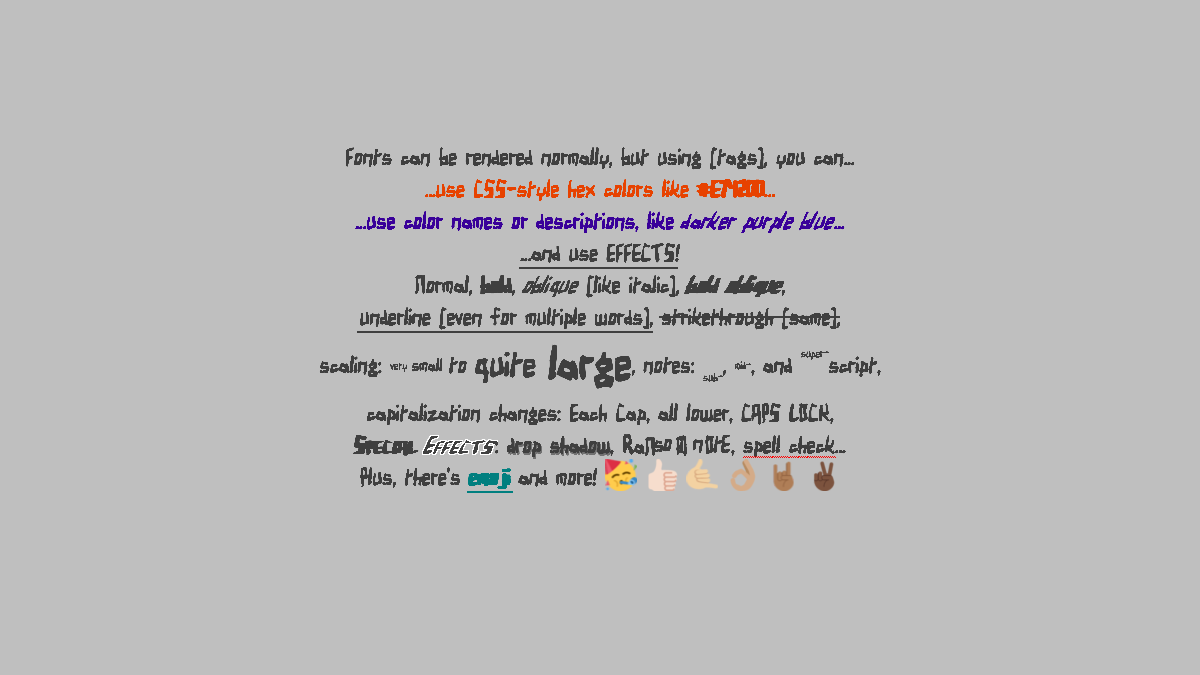 Fonts can be rendered normally, but using [tags], you can...
...use CSS-style hex colors like #E74200...
...use color names or descriptions, like darker purple blue...
...and use EFFECTS!
Normal, bold, oblique [like italic], bold oblique,
underline [even for multiple words], strikethrough [same],
scaling: very small to quite large, notes: sub-, mid-, and super-script,
capitalization changes: Each Cap, all lower, CAPS LOCK,
Special Effects: drop shadow, RaNsoM nOtE, spell check...
Plus, there's emoji and more! 🥳 👍🏻 🤙🏼 👌🏽 🤘🏾 ✌🏿